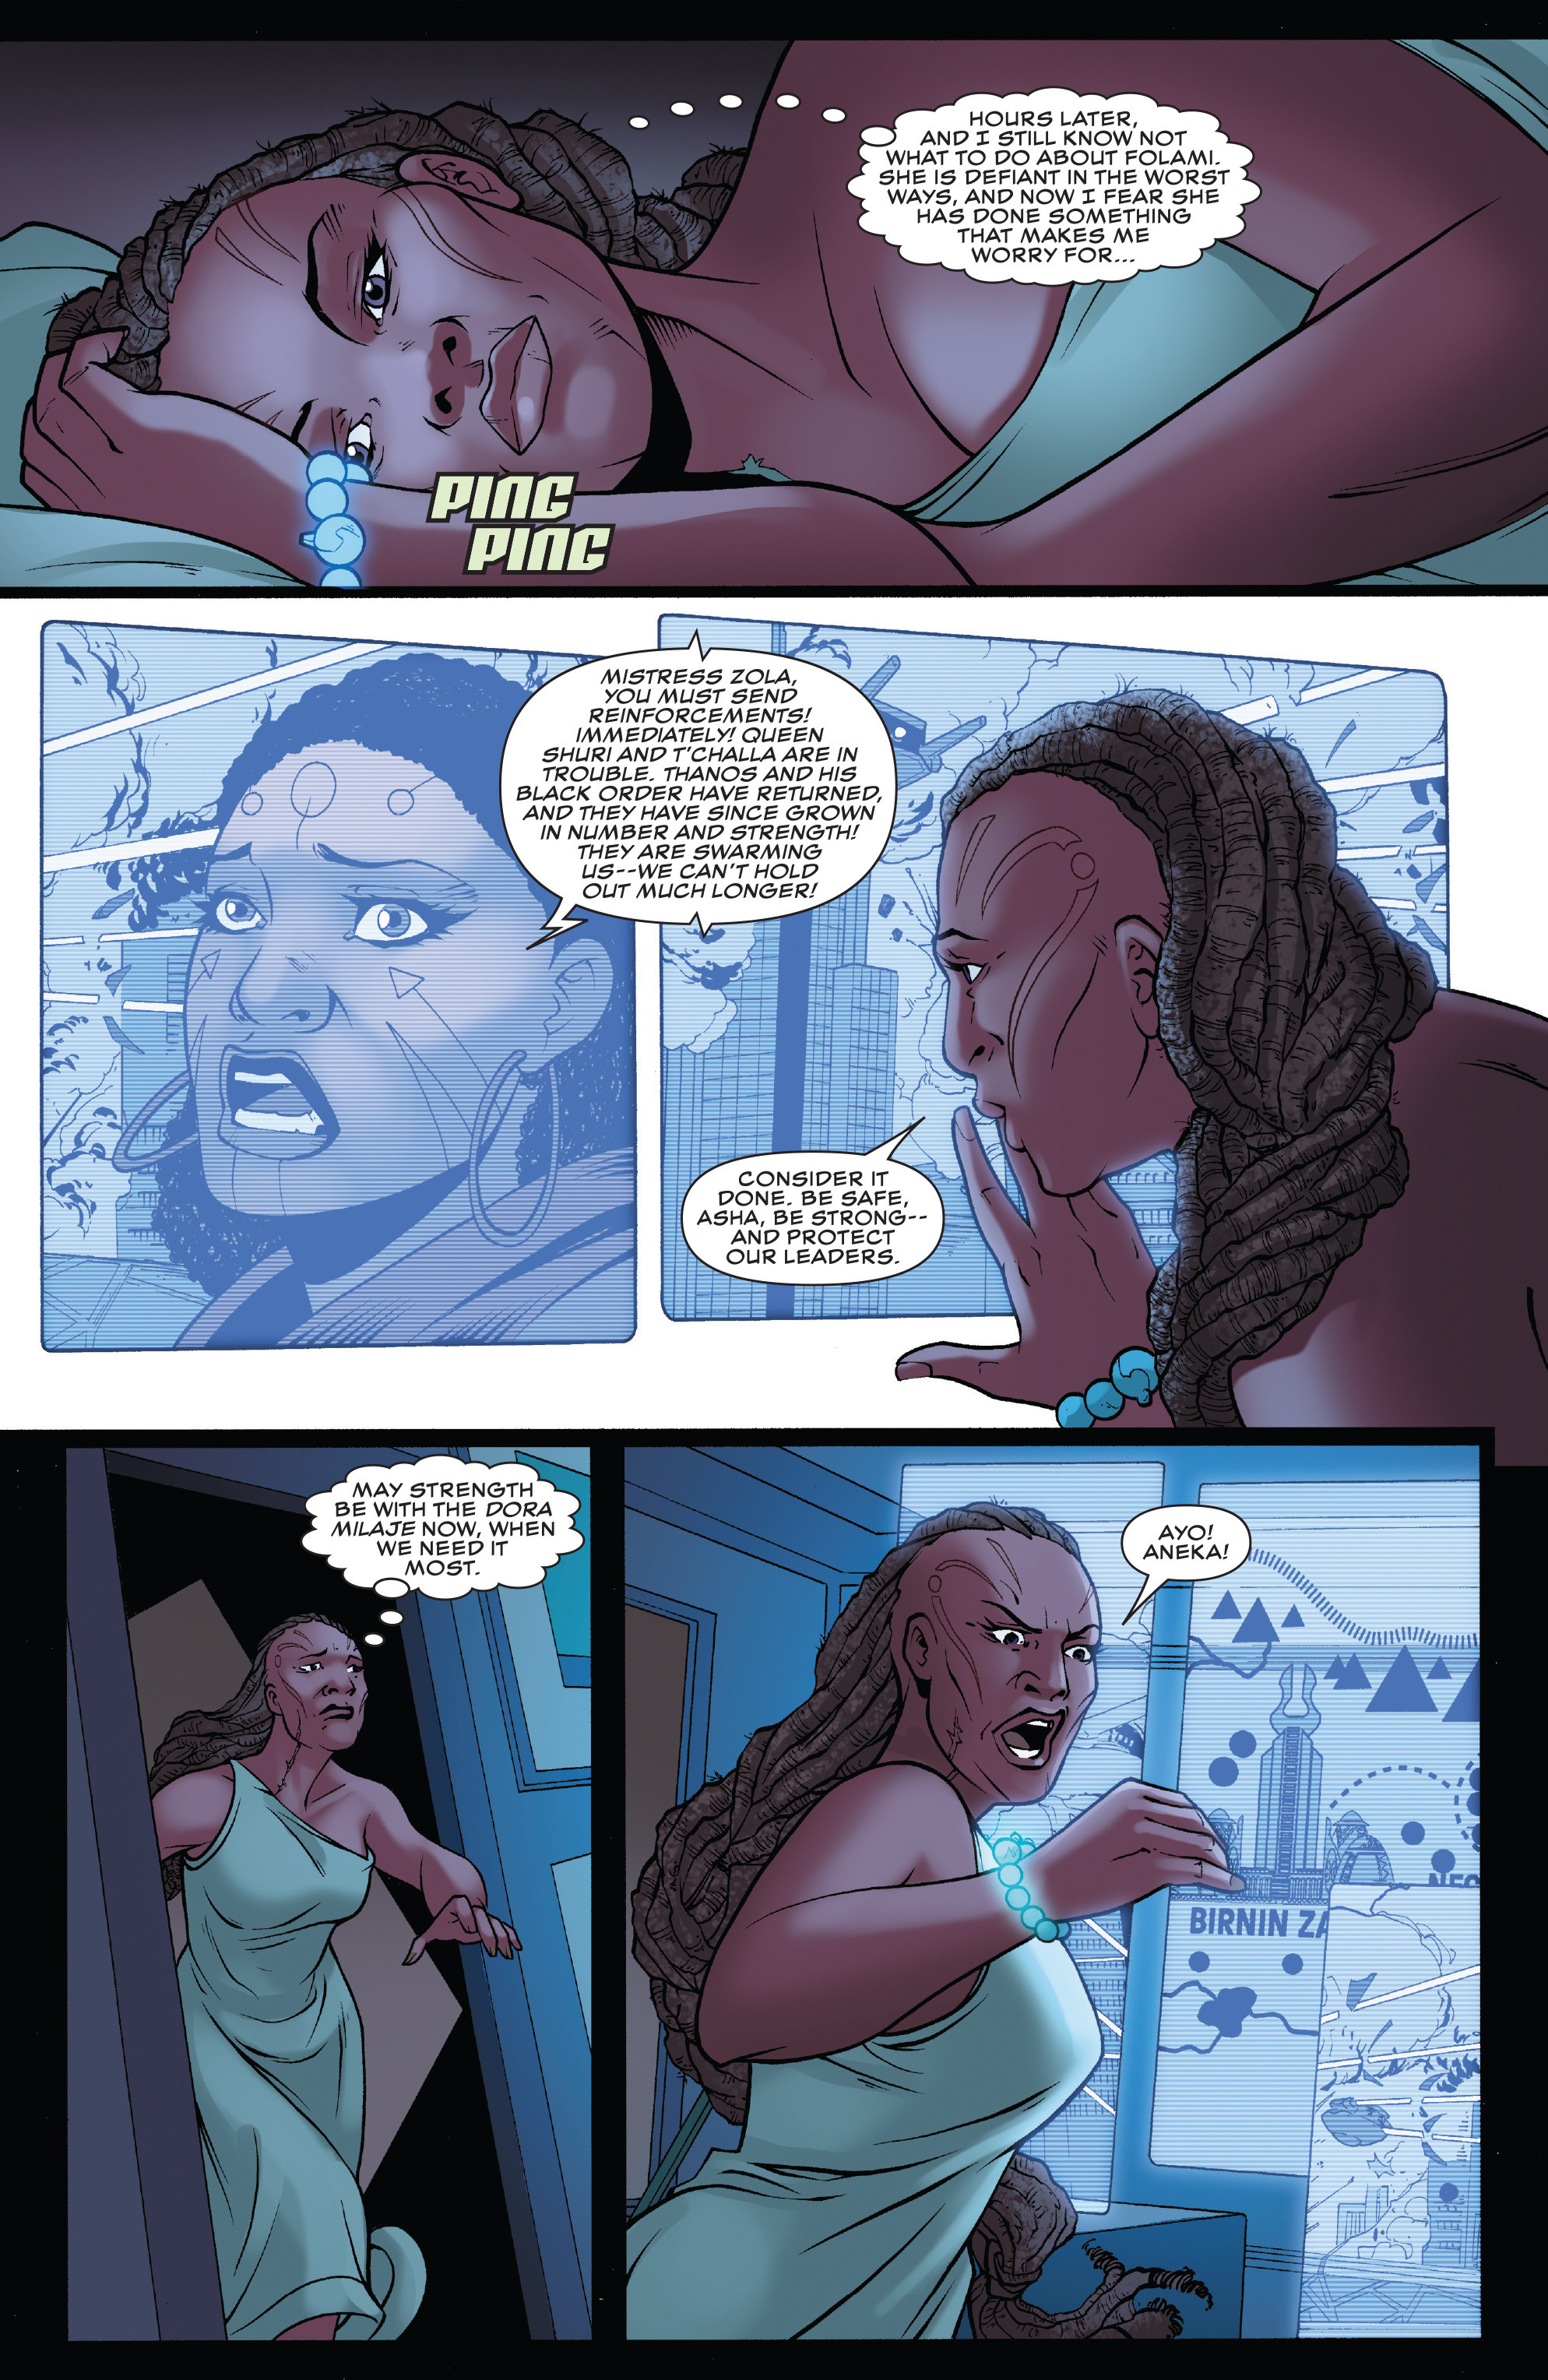 HOURS LATER,
AND I STILL KNOW NOT
WHAT TO DO ABOUT FOLAMI.
SHE IS DEFIANT IN THE WORST
WAYS, AND NOW I FEAR SHE
HAS DONE SOMETHING
THAT MAKES ME
WORRY FOR...
PING
PING
MISTRESS ZOLA,
YOU MUST SEND
REINFORCEMENTS!
IMMEDIATELY! QUEEN
SHURI AND T'CHALLA ARE IN
TROUBLE. THANOS AND HIS
BLACK ORDER HAVE RETURNED,
AND THEY HAVE SINCE GROWN
IN NUMBER AND STRENGTH!
THEY ARE SWARMING
US--WE CAN'T HOLD
OUT MUCH LONGER!
CONSIDER IT
DONE. BE SAFE,
ASHA, BE STRONG--
AND PROTECT
OUR LEADERS.
MAY STRENGTH
BE WITH THE DORA
MILAJE NOW, WHEN
WE NEED IT
MOST.
AYO!
ANEKA!
BIRNIN ZA